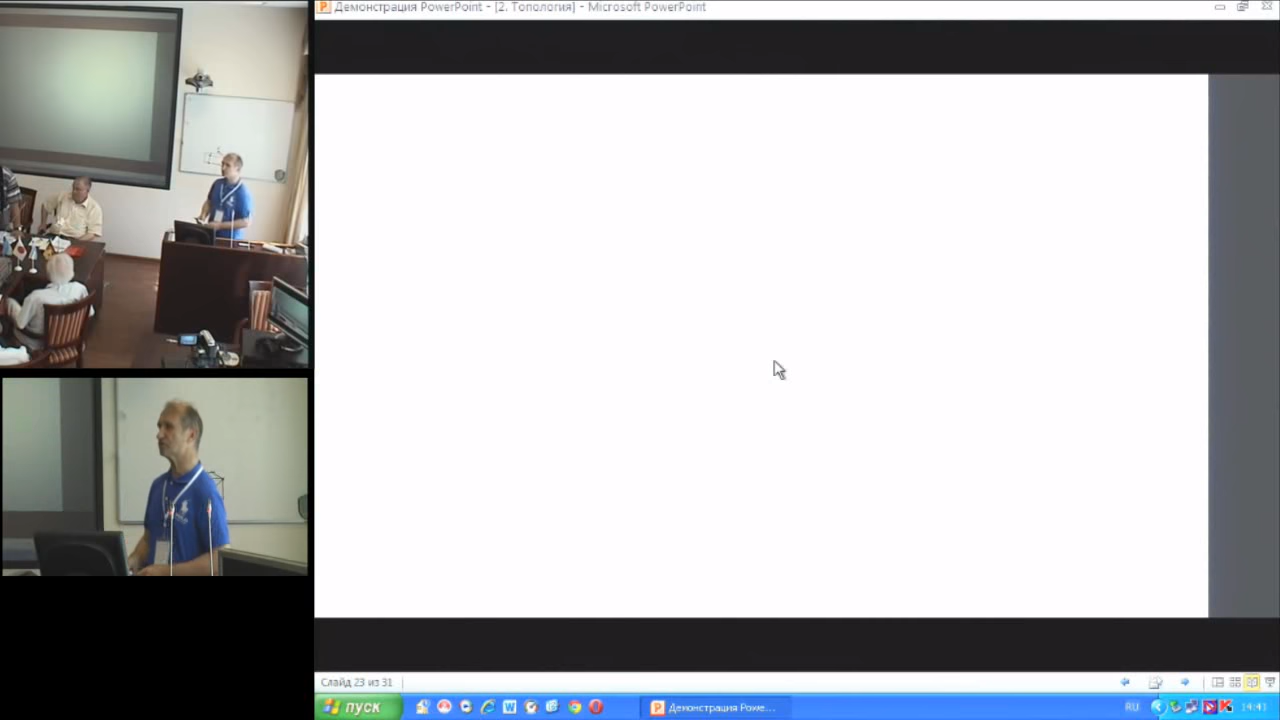 Демонстрация PowerPoint - [2. Топология] - Microsoft PowerPoint
Слайд 23 из 31
пуск
Демонстрация Powe...
RU
14:41